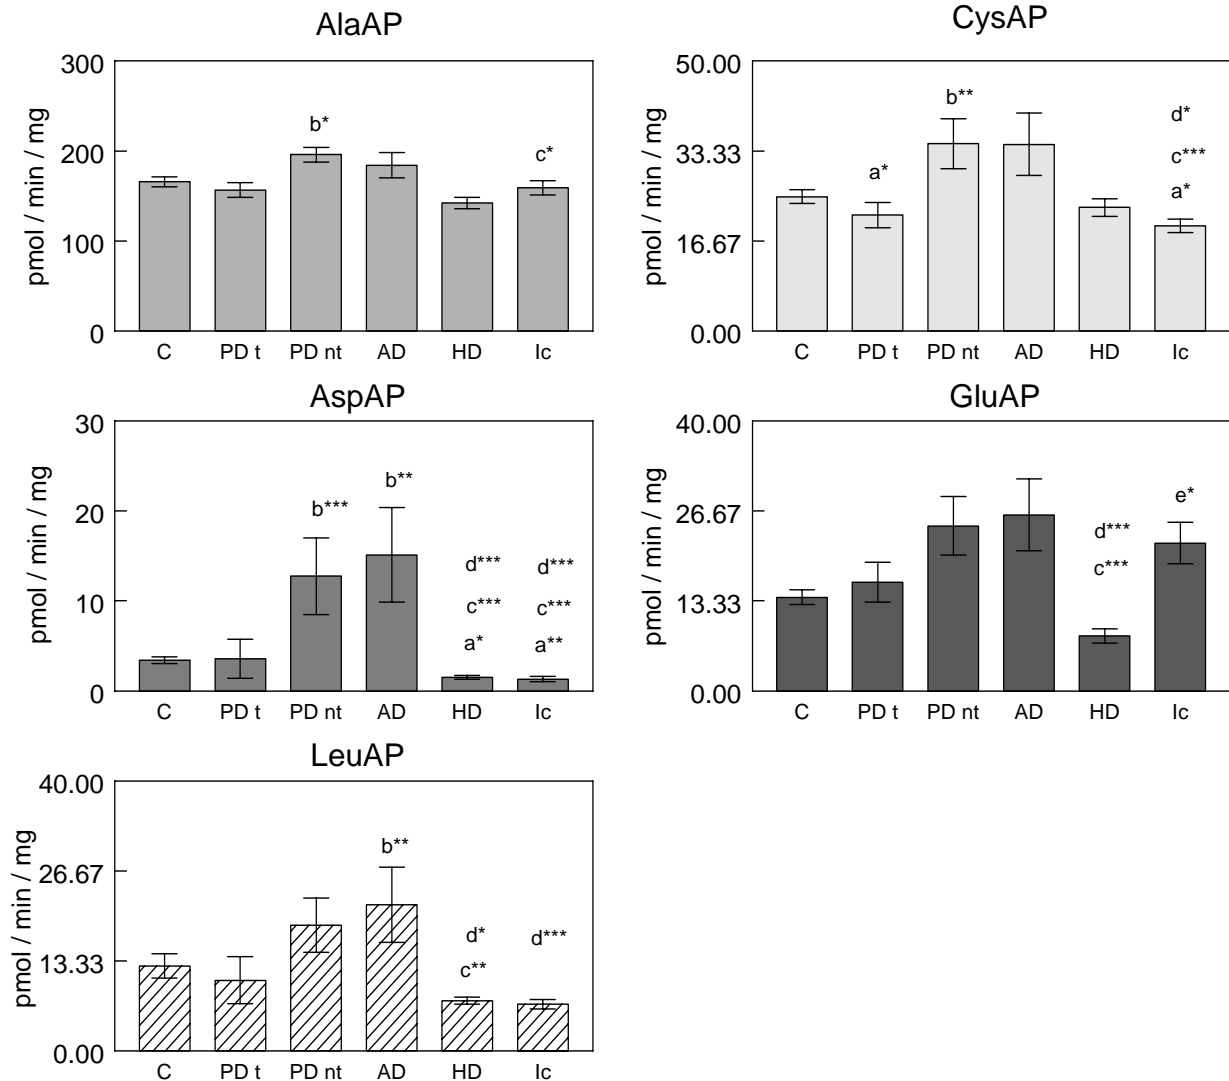 AlaAP
pmol / min / mg
300
200
100
0
b*
c*
C PD t PD nt AD HD Ic
CysAP
pmol / min / mg
50.00
33.33
16.67
0.00
a*
b**
d*
c***
a*
C PD t PD nt AD HD Ic
AspAP
pmol / min / mg
30
20
10
0
b***
b**
d***
c***
a*
d***
c***
a**
C PD t PD nt AD HD Ic
GluAP
pmol / min / mg
40.00
26.67
13.33
0.00
d***
c***
e*
C PD t PD nt AD HD Ic
LeuAP
pmol / min / mg
40.00
26.67
13.33
0.00
b**
d*
c**
d***
C PD t PD nt AD HD Ic